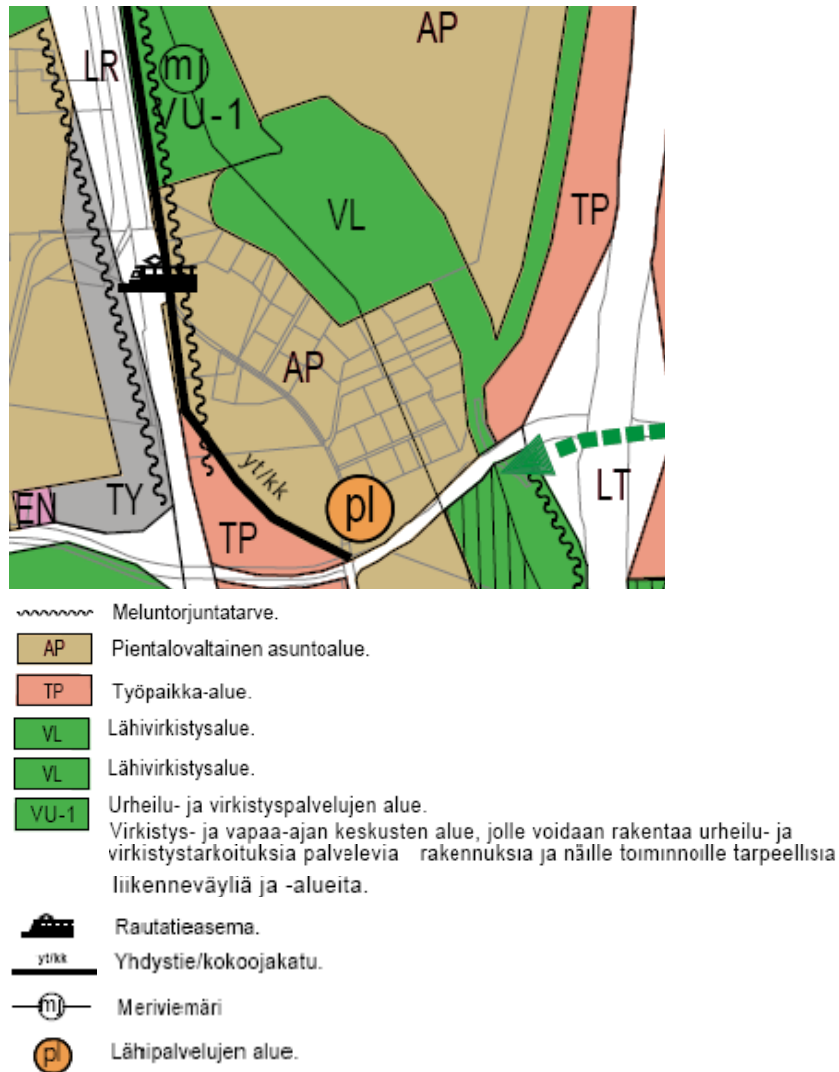 AP
LR
mj
VU-1
VL
TP
AP
yt/kk
pl
TY
EN
TP
LT
Meluntorjuntatarve.
AP Pientalovaltainen asuntoalue.
TP Työpaikka-alue.
VL Lähivirkistysalue.
VL Lähivirkistysalue.
VU-1 Urheilu- ja virkistyspalvelujen alue.
Virkistys- ja vapaa-ajan keskusten alue, jolle voidaan rakentaa urheilu- ja
virkistystarkoituksia palvelevia rakennuksia ja näille toiminnoille tarpeellisia
liikenneväyliä ja -alueita.
Rautatieasema.
yt/kk Yhdystie/kokoojakatu.
mj Meriviemäri
pl Lähipalvelujen alue.